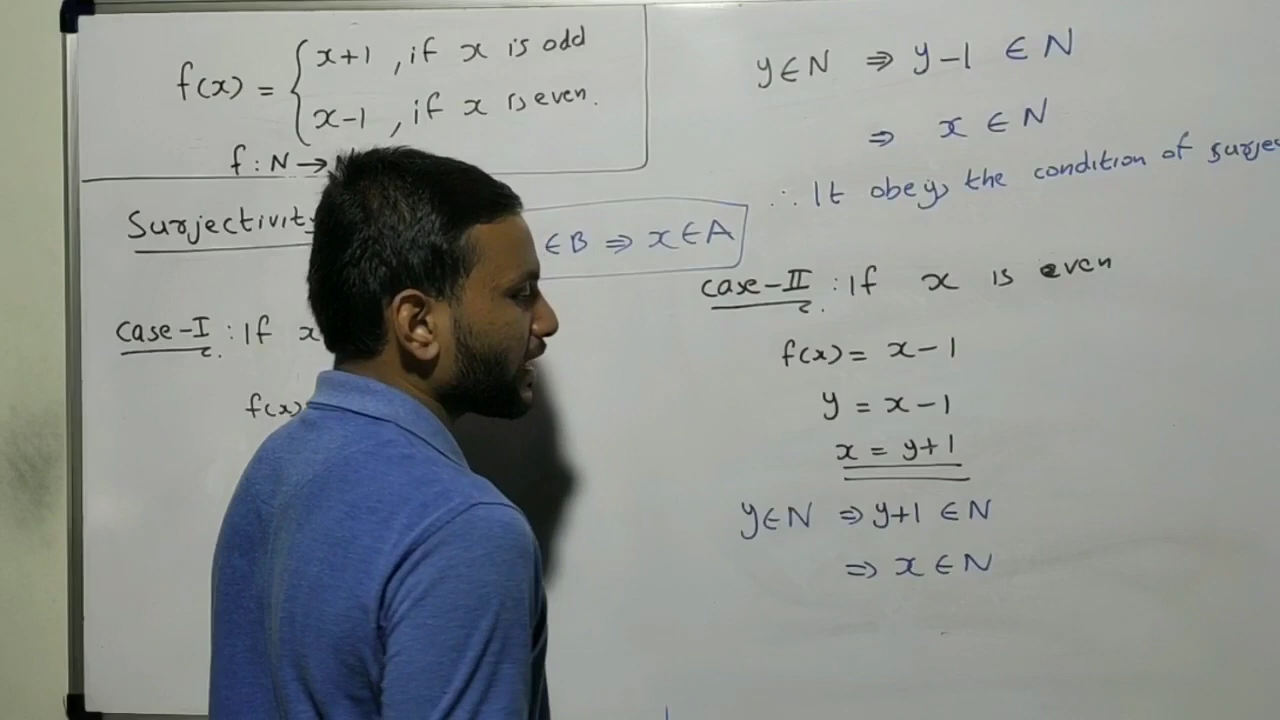 f(x) = { x+1 , if x is odd
x-1 , if x is even.
f : N →
Surjectivity
∈ B ⇒ x ∈ A
Case-I : If x
f(x)
y ∈ N ⇒ y-1 ∈ N
⇒ x ∈ N
∴ It obeys the condition of surje
Case-II : If x is even
f(x) = x-1
y = x-1
x = y+1
y ∈ N ⇒ y+1 ∈ N
⇒ x ∈ N